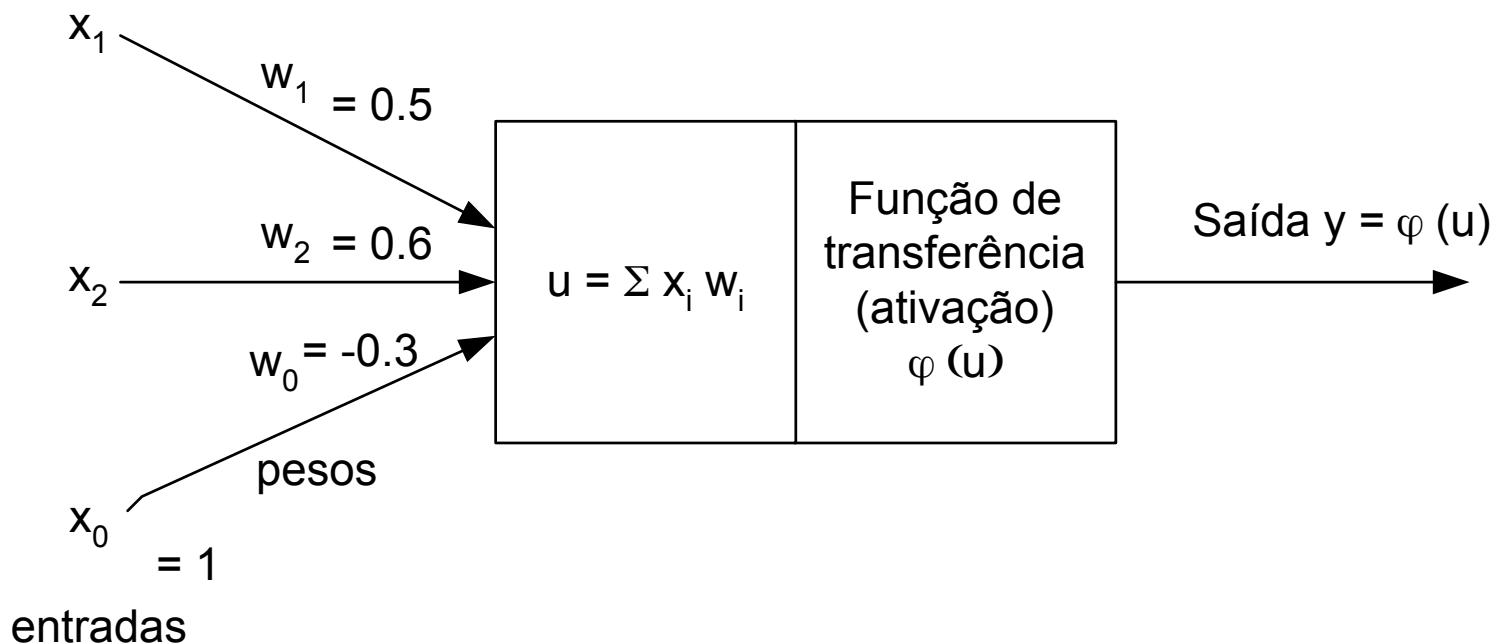 x₁
w₁ = 0.5
x₂
w₂ = 0.6
w₀ = -0.3
pesos
x₀ = 1
entradas
u = Σ xᵢ wᵢ
Função de
transferência
(ativação)
φ (u)
Saída y = φ (u)